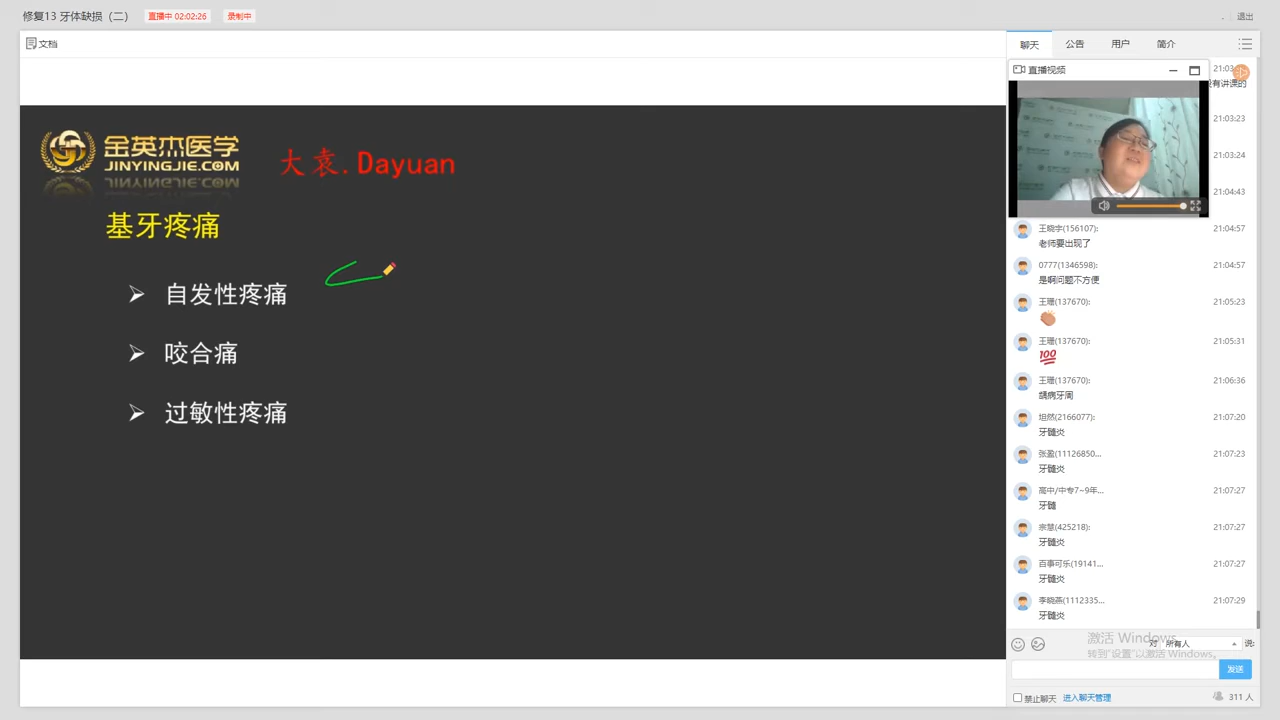 修复13 牙体缺损（二）
直播中 02:02:26
录制中
退出
文档
聊天
公告
用户
简介
直播视频
21:03:23
21:03:24
21:04:43
金英杰医学
JINYINGJIE.COM
大袁.Dayuan
基牙疼痛
自发性疼痛
咬合痛
过敏性疼痛
王晓宇(156107):
21:04:57
老师要出现了
0777(1346598):
21:04:57
是啊问题不方便
王珊(137670):
21:05:23
王珊(137670):
21:05:31
100
王珊(137670):
21:06:36
龋病牙周
坦然(2166077):
21:07:20
牙髓炎
张盈(11126850...
21:07:23
牙髓炎
高中/中专7~9年...
21:07:27
牙髓
宗慧(425218):
21:07:27
牙髓炎
百事可乐(19141...
21:07:27
牙髓炎
李晓燕(1112335...
21:07:29
牙髓炎
激活 Windows
转到"设置"以激活 Windows。
对 所有人 说:
发送
禁止聊天 进入聊天管理
311 人